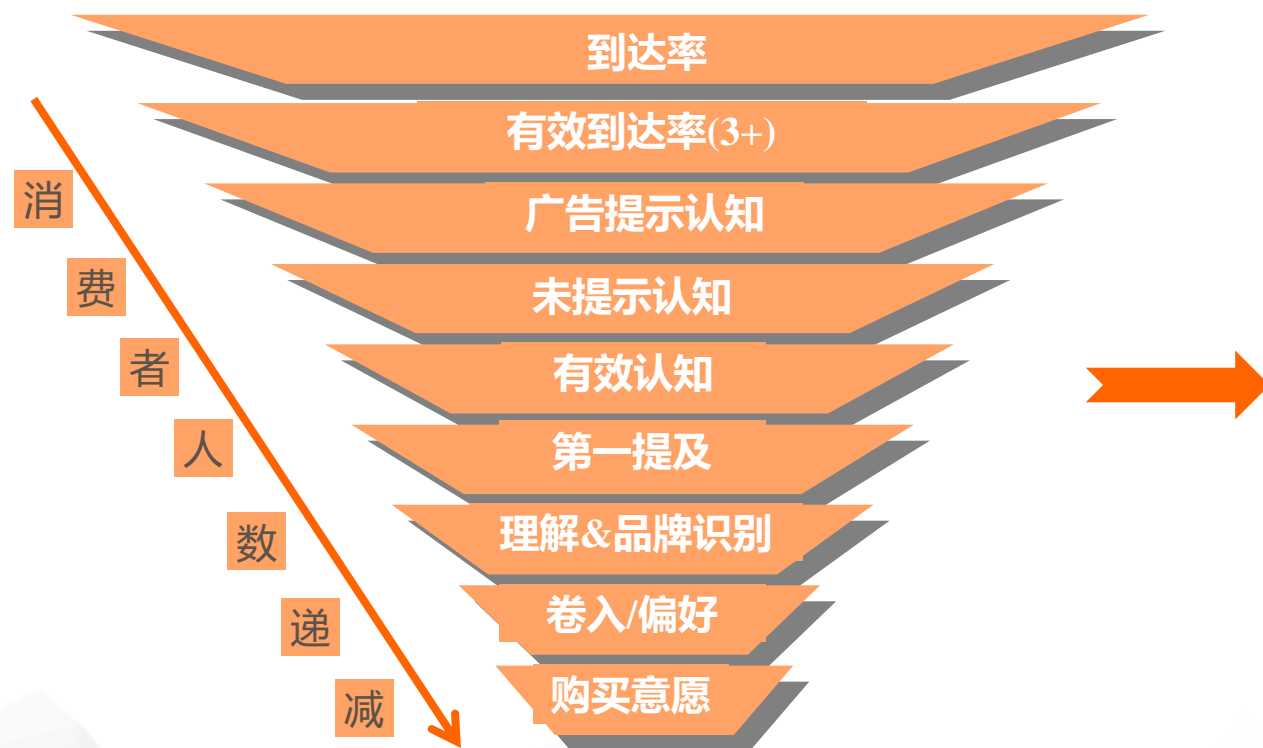 到达率
有效到达率(3+)
广告提示认知
未提示认知
有效认知
第一提及
理解&品牌识别
卷入/偏好
购买意愿
消
费
者
人
数
递
减